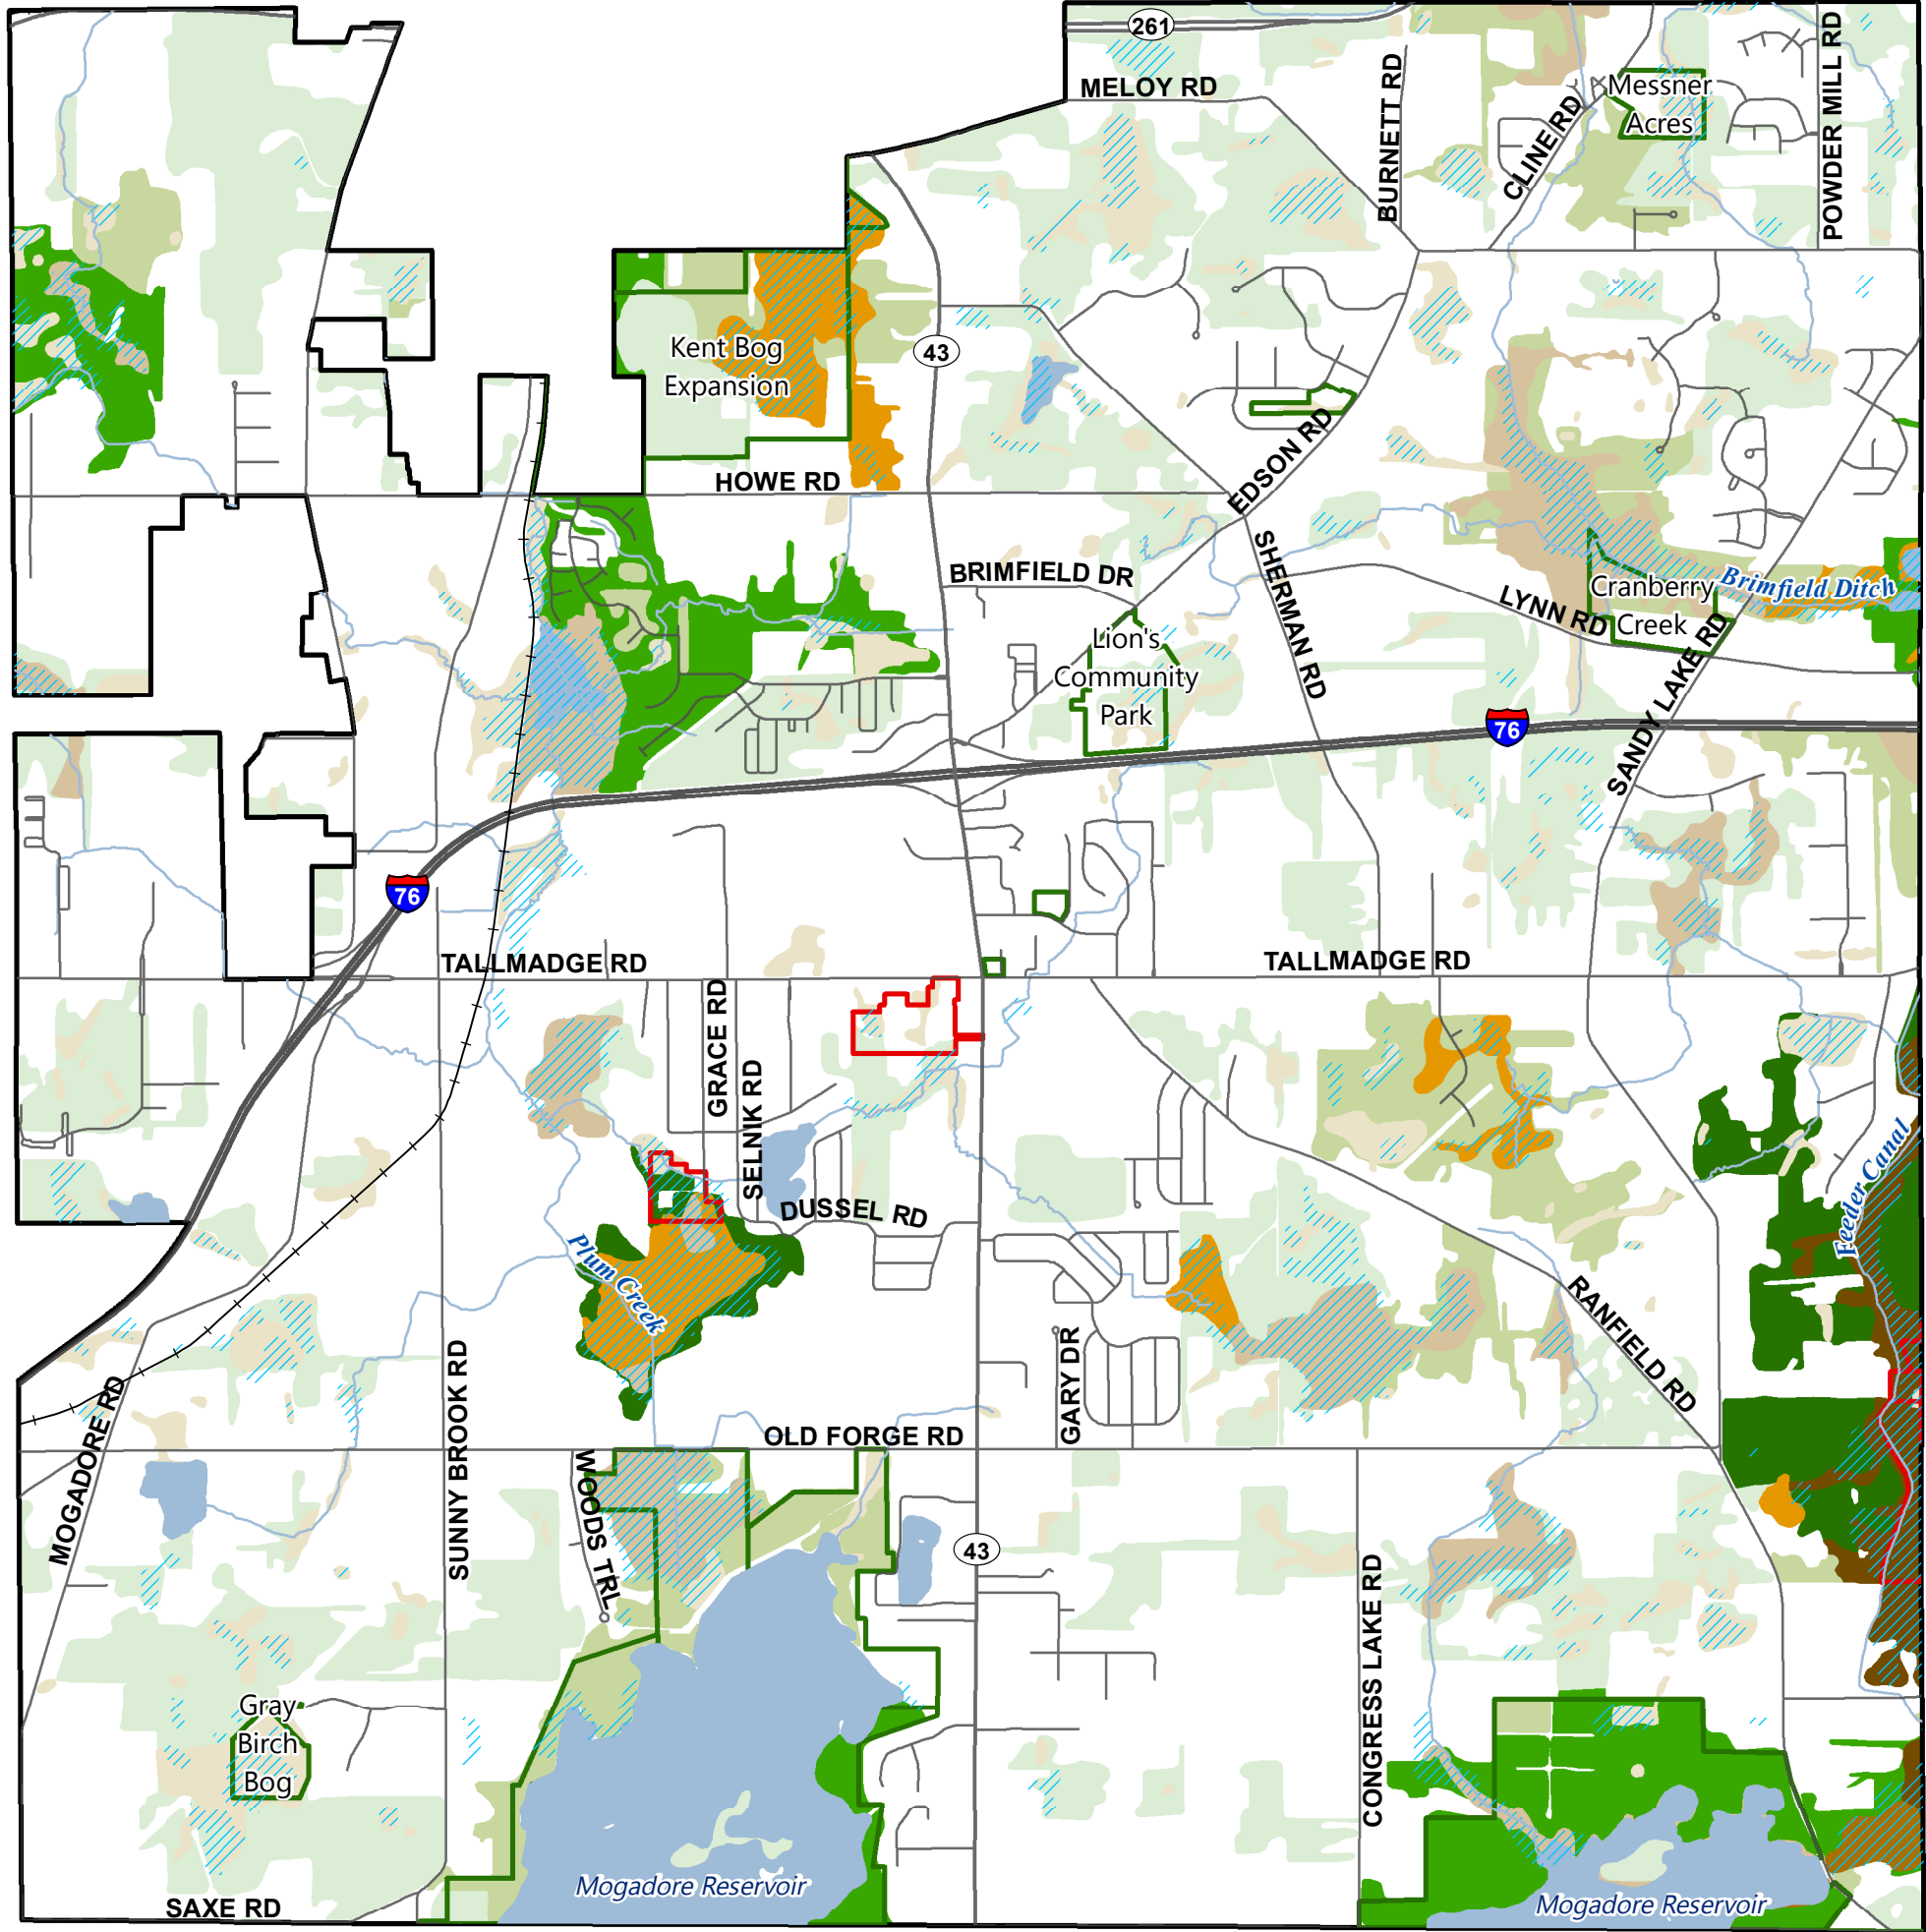 261
MELOY RD
BURNETT RD
CLINE RD
Messner
Acres
POWDER MILL RD
Kent Bog
Expansion
43
HOWE RD
EDSON RD
SHERMAN RD
BRIMFIELD DR
LYNN RD
Cranberry
Creek
Brimfield Ditch
SANDY LAKE RD
Lion's
Community
Park
76
76
TALLMADGE RD
TALLMADGE RD
GRACE RD
SELNIK RD
DUSSEL RD
Plum Creek
Feeder Canal
RANFIELD RD
GARY DR
SUNNY BROOK RD
MOGADORE RD
OLD FORGE RD
WOODS TRL
43
CONGRESS LAKE RD
Gray
Birch
Bog
Mogadore Reservoir
Mogadore Reservoir
SAXE RD